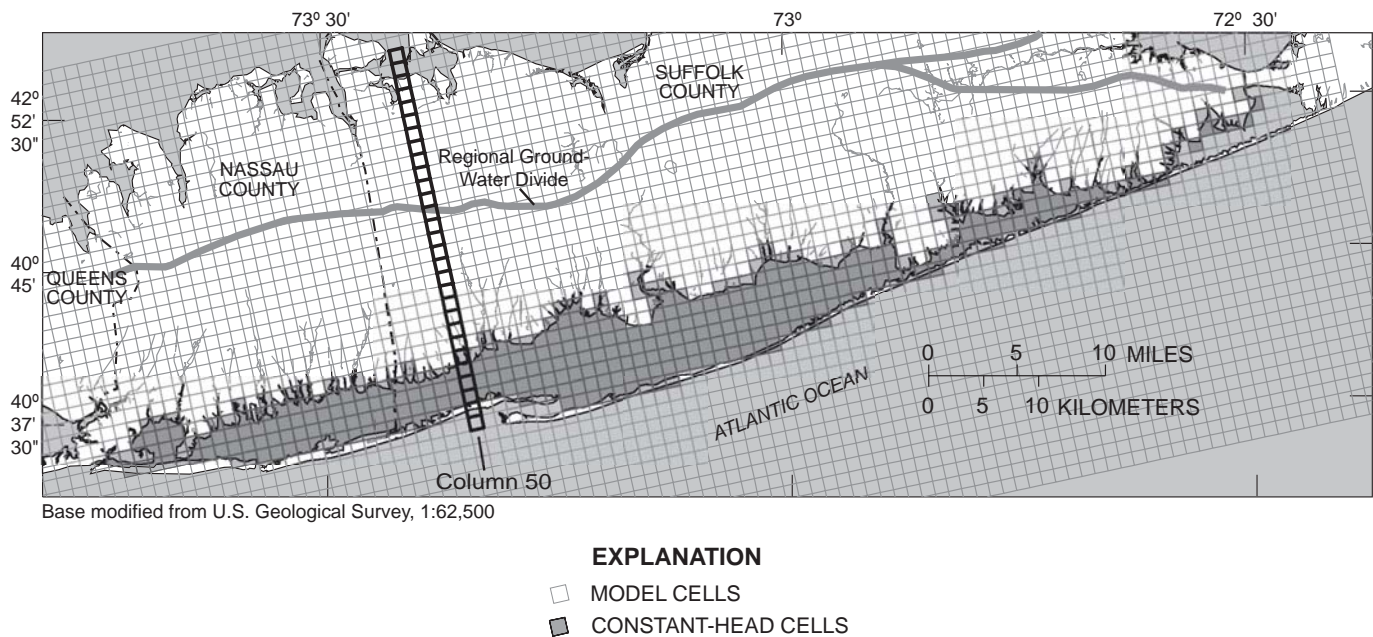 73º 30'
73º
72º 30'
42º
52'
30"
SUFFOLK
COUNTY
NASSAU
COUNTY
Regional Ground-
Water Divide
40º
45'
QUEENS
COUNTY
0 5 10 MILES
0 5 10 KILOMETERS
40º
37'
30"
ATLANTIC OCEAN
Column 50
Base modified from U.S. Geological Survey, 1:62,500
EXPLANATION
MODEL CELLS
CONSTANT-HEAD CELLS